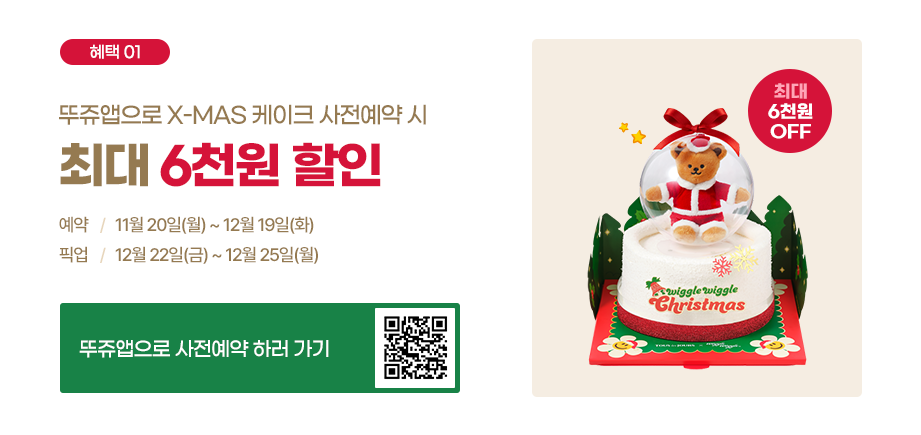 혜택 01
뚜쥬앱으로 X-MAS 케이크 사전예약 시
최대 6천원 할인
예약 / 11월 20일(월) ~ 12월 19일(화)
픽업 / 12월 22일(금) ~ 12월 25일(월)
뚜쥬앱으로 사전예약 하러 가기
최대
6천원
OFF
wiggle wiggle
Christmas
TOUS les JOURS ×